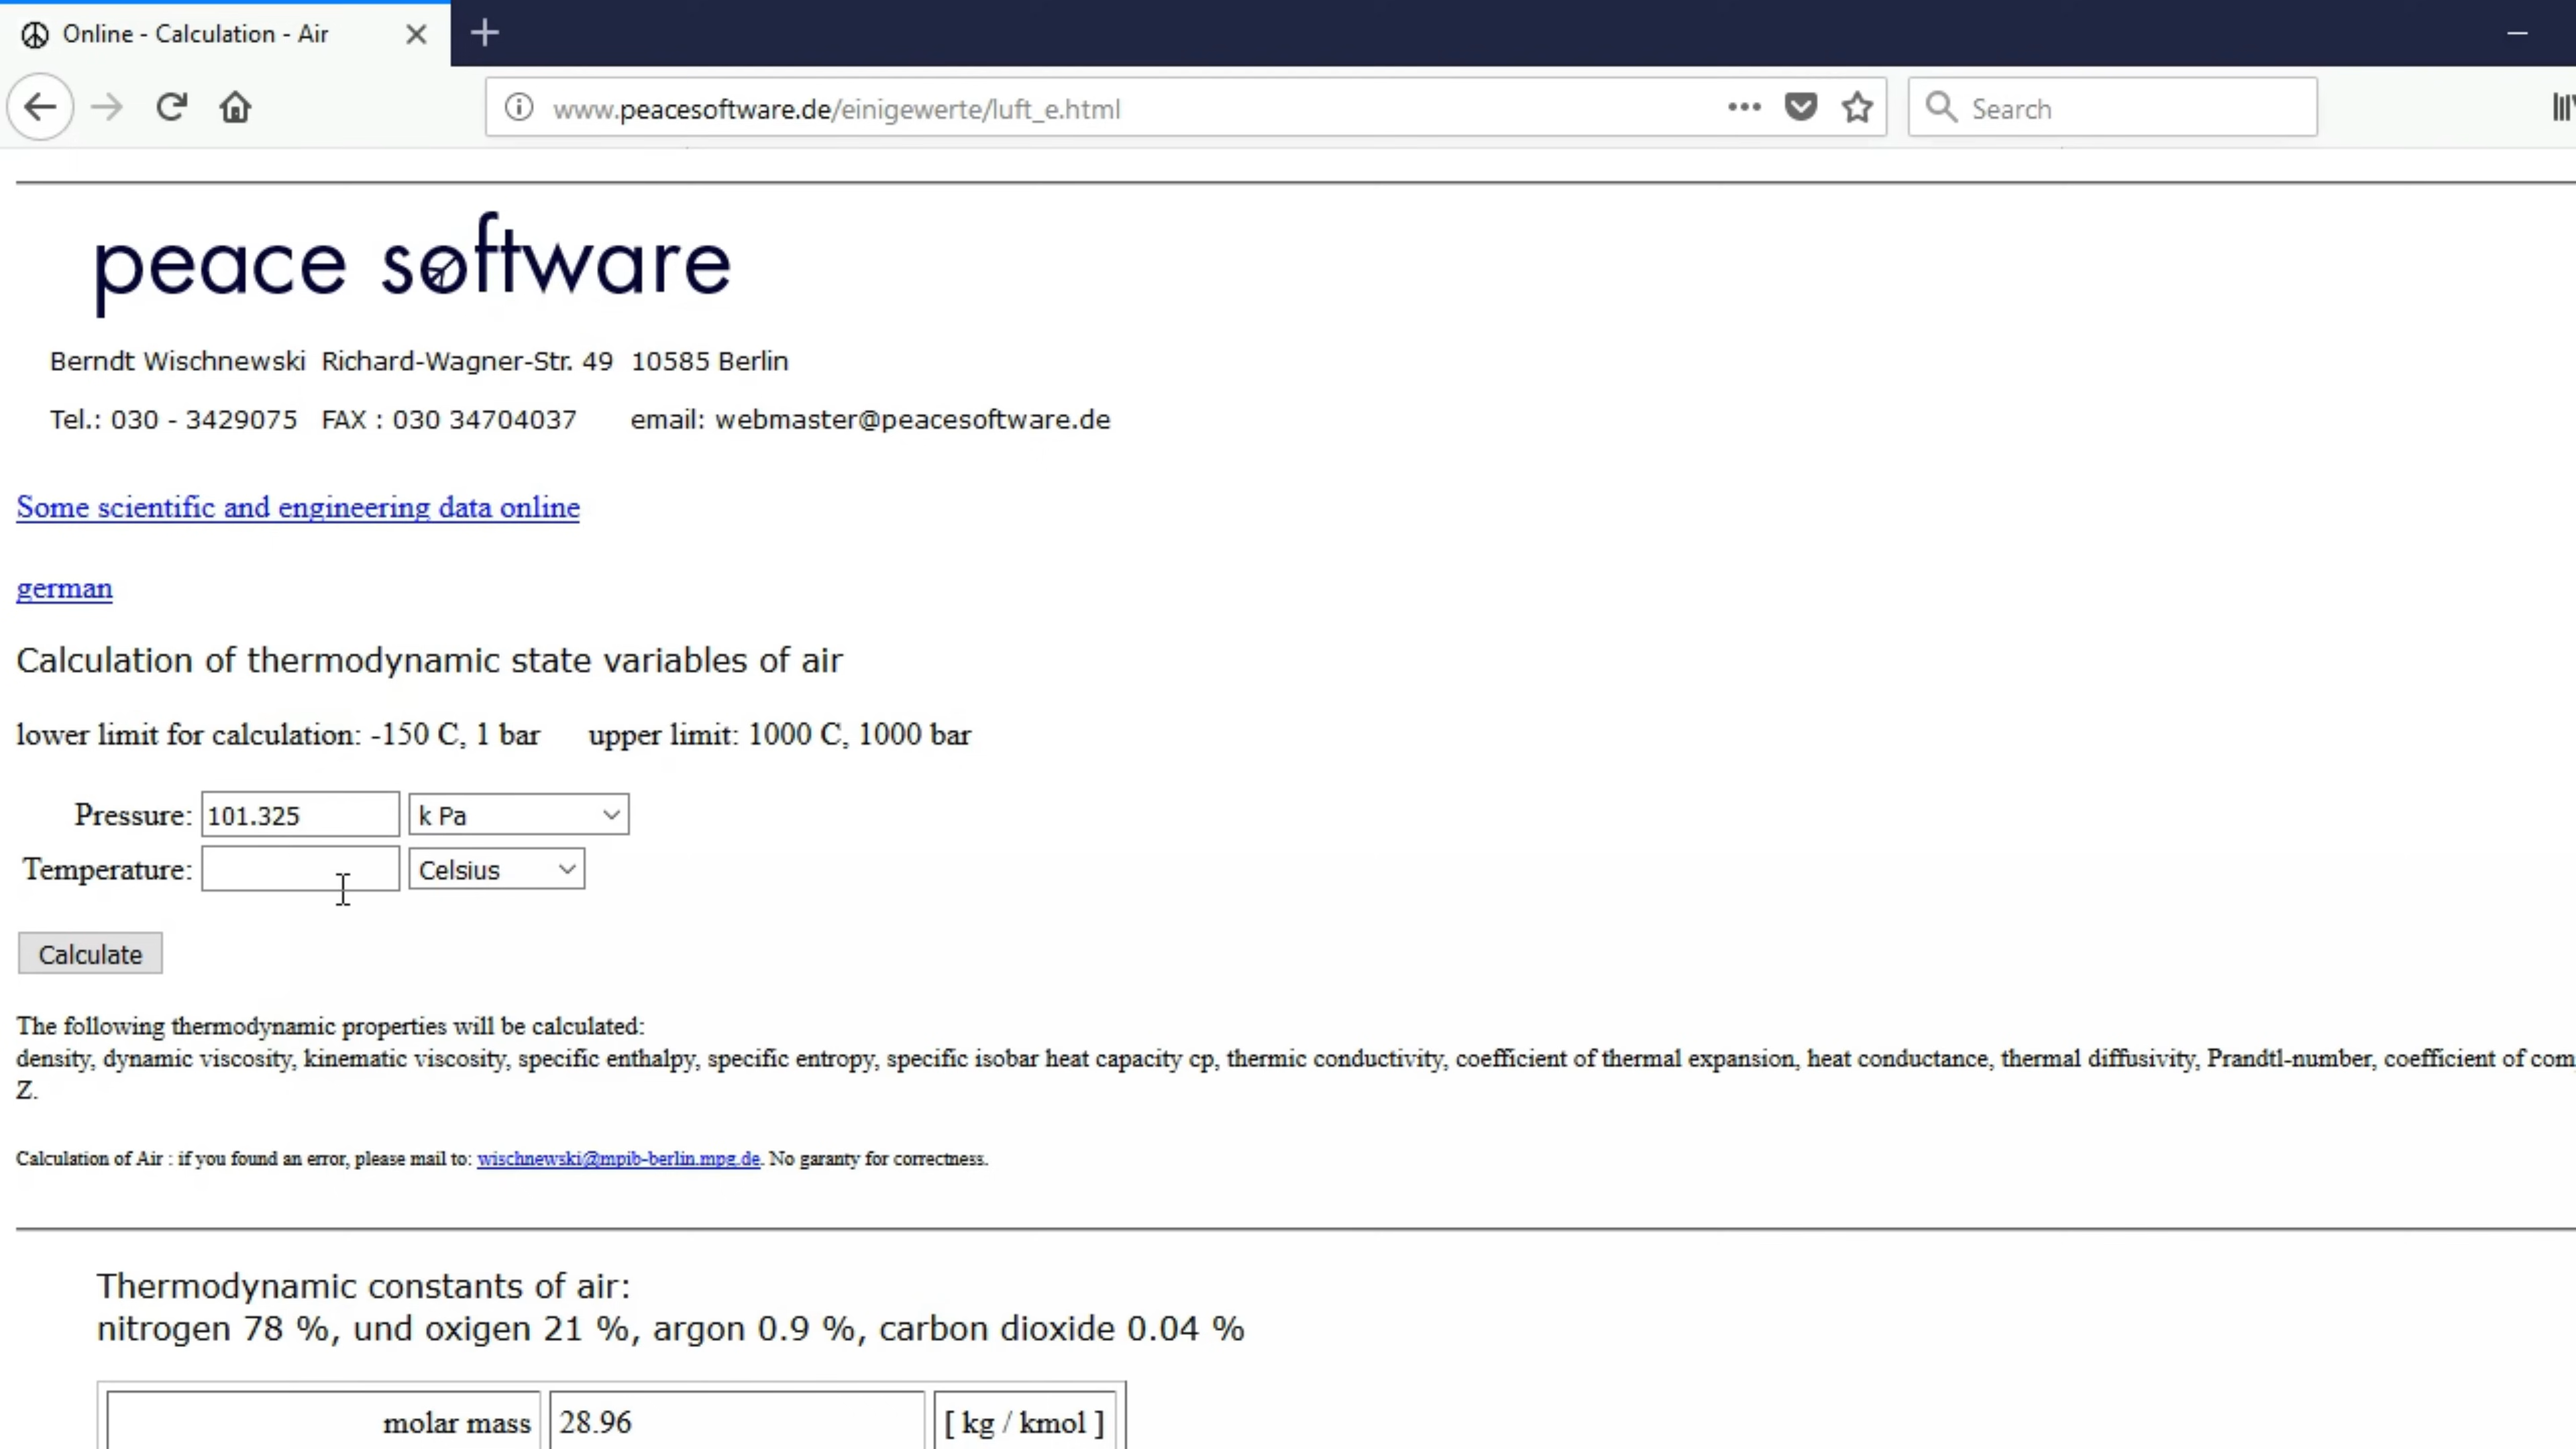 Online - Calculation - Air
www.peacesoftware.de/einigewerte/luft_e.html
Search
peace software
Berndt Wischnewski Richard-Wagner-Str. 49 10585 Berlin
Tel.: 030 - 3429075 FAX : 030 34704037 email: webmaster@peacesoftware.de
Some scientific and engineering data online
german
Calculation of thermodynamic state variables of air
lower limit for calculation: -150 C, 1 bar upper limit: 1000 C, 1000 bar
Pressure: 101.325 k Pa
Temperature: Celsius
Calculate
The following thermodynamic properties will be calculated:
density, dynamic viscosity, kinematic viscosity, specific enthalpy, specific entropy, specific isobar heat capacity cp, thermic conductivity, coefficient of thermal expansion, heat conductance, thermal diffusivity, Prandtl-number, coefficient of com
Z.
Calculation of Air : if you found an error, please mail to: wischnewski@mpib-berlin.mpg.de. No garanty for correctness.
Thermodynamic constants of air:
nitrogen 78 %, und oxigen 21 %, argon 0.9 %, carbon dioxide 0.04 %
molar mass 28.96 [ kg / kmol ]